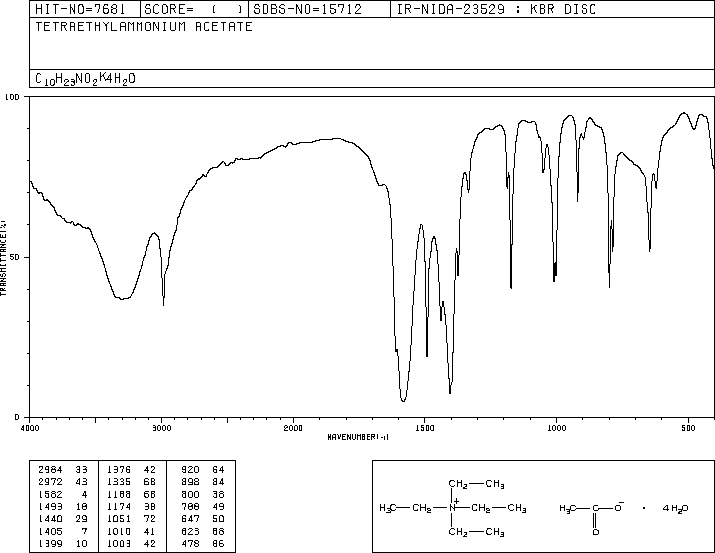 HIT-NO=7681 SCORE= ( ) SDBS-NO=15712 IR-NIDA-23529 : KBR DISC
TETRAETHYLAMMONIUM ACETATE
C10H23NO2K4H2O
100
50
0
TRANSMITTANCE(%)
4000 3000 2000 1500 1000 500
WAVENUMBER(-1)
2984 33 1376 42 920 64
2972 43 1335 68 898 84
1582 4 1188 68 800 38
1493 18 1174 38 788 49
1440 29 1051 72 647 50
1405 7 1010 41 623 68
1399 10 1003 42 478 86
CH2—CH3
H3C—CH2—N+—CH2—CH3
CH2—CH3
H3C O− · 4H2O
O